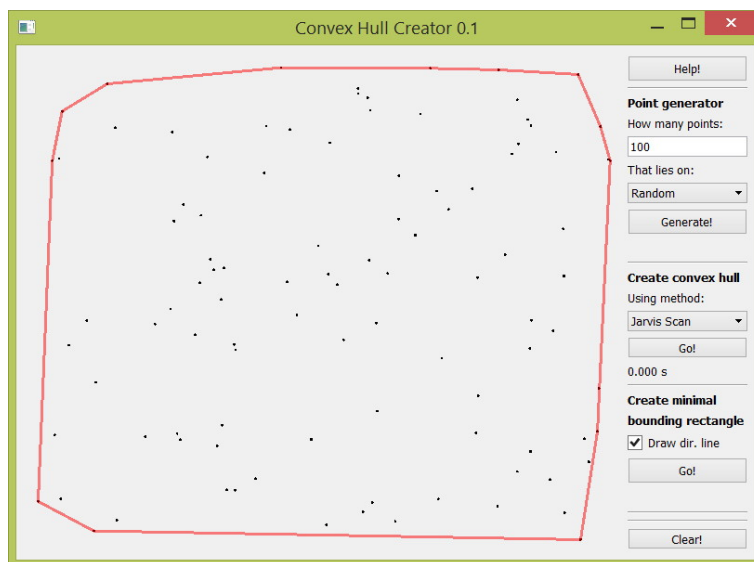 Convex Hull Creator 0.1
Help!
Point generator
How many points:
100
That lies on:
Random
Generate!
Create convex hull
Using method:
Jarvis Scan
Go!
0.000 s
Create minimal
bounding rectangle
Draw dir. line
Go!
Clear!